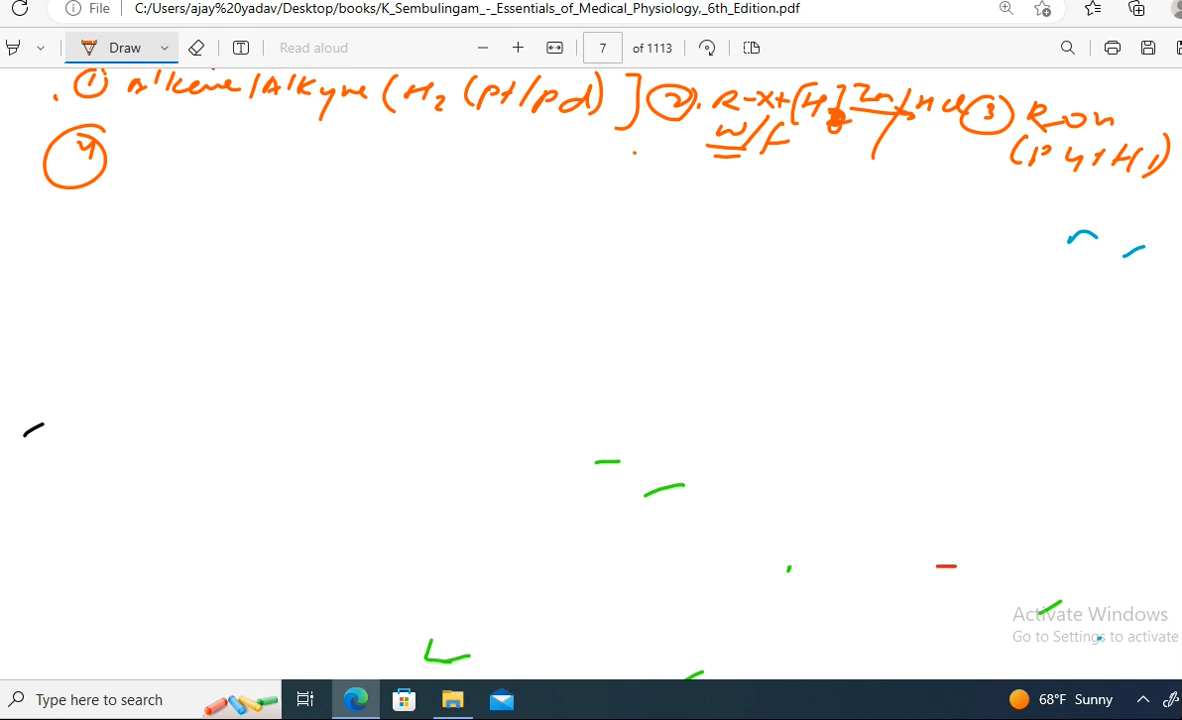 File C:/Users/ajay%20yadav/Desktop/books/K_Sembulingam_-_Essentials_of_Medical_Physiology,_6th_Edition.pdf
Draw Read aloud 7 of 1113
① Alkene/Alkyne (H2 (pt/pd)] ②. R-X+[H] Zn/HCl ③ R-OH
w/f (P4+HI)
④
Activate Windows
Go to Settings to activate
Type here to search 68°F Sunny